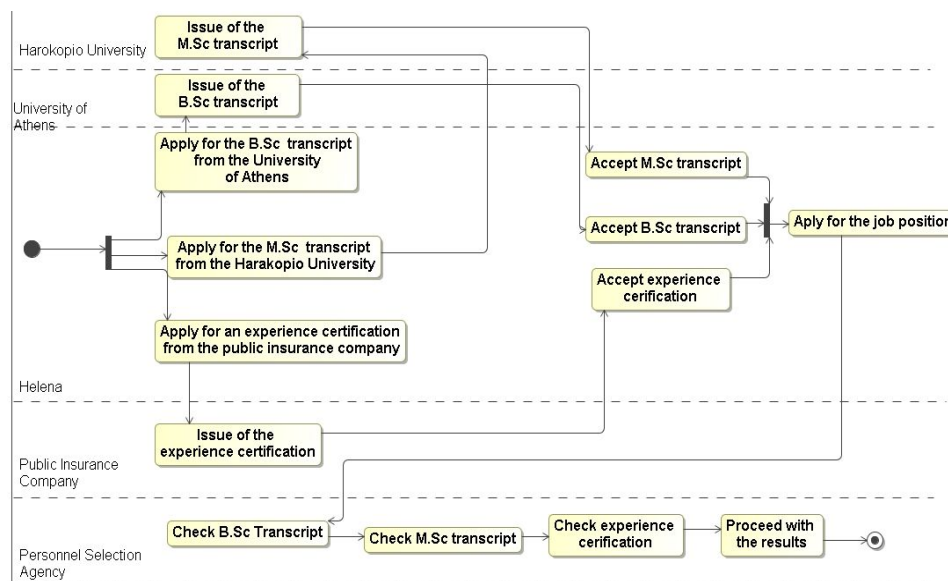 Issue of the
M.Sc transcript
Harokopio University
Issue of the
B.Sc transcript
University of
Athens
Apply for the B.Sc transcript
from the University
of Athens
Accept M.Sc transcript
Apply for the M.Sc transcript
from the Harakopio University
Accept B.Sc transcript
Aply for the job position
Accept experience
cerification
Apply for an experience certification
from the public insurance company
Helena
Issue of the
experience certification
Public Insurance
Company
Check B.Sc Transcript
Check M.Sc transcript
Check experience
cerification
Proceed with
the results
Personnel Selection
Agency